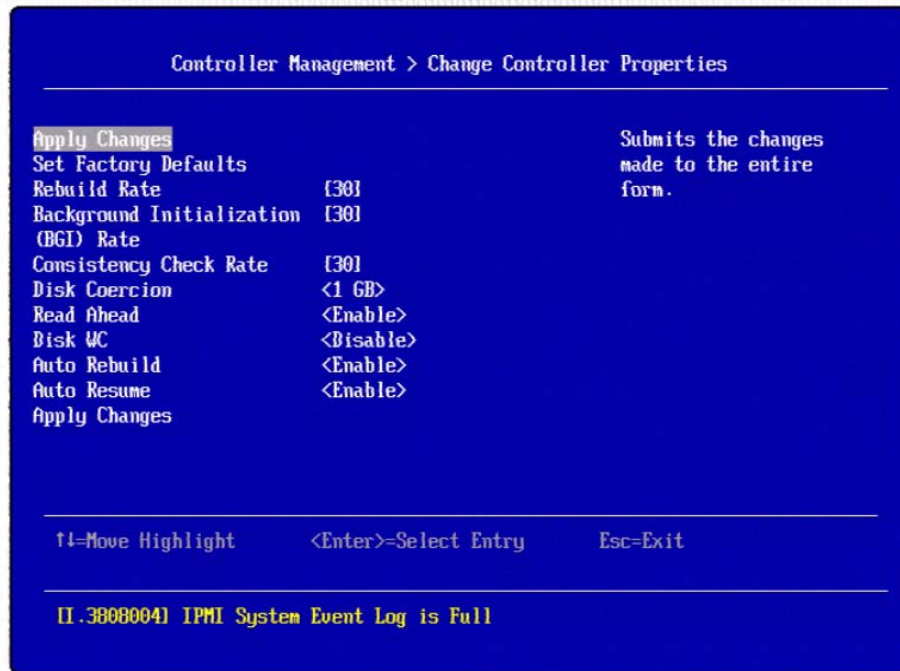 Controller Management > Change Controller Properties
Apply Changes
Submits the changes
Set Factory Defaults
made to the entire
Rebuild Rate [30]
form.
Background Initialization [30]
(BGI) Rate
Consistency Check Rate [30]
Disk Coercion <1 GB>
Read Ahead <Enable>
Disk WC <Disable>
Auto Rebuild <Enable>
Auto Resume <Enable>
Apply Changes
↑↓=Move Highlight <Enter>=Select Entry Esc=Exit
[I.3808004] IPMI System Event Log is Full